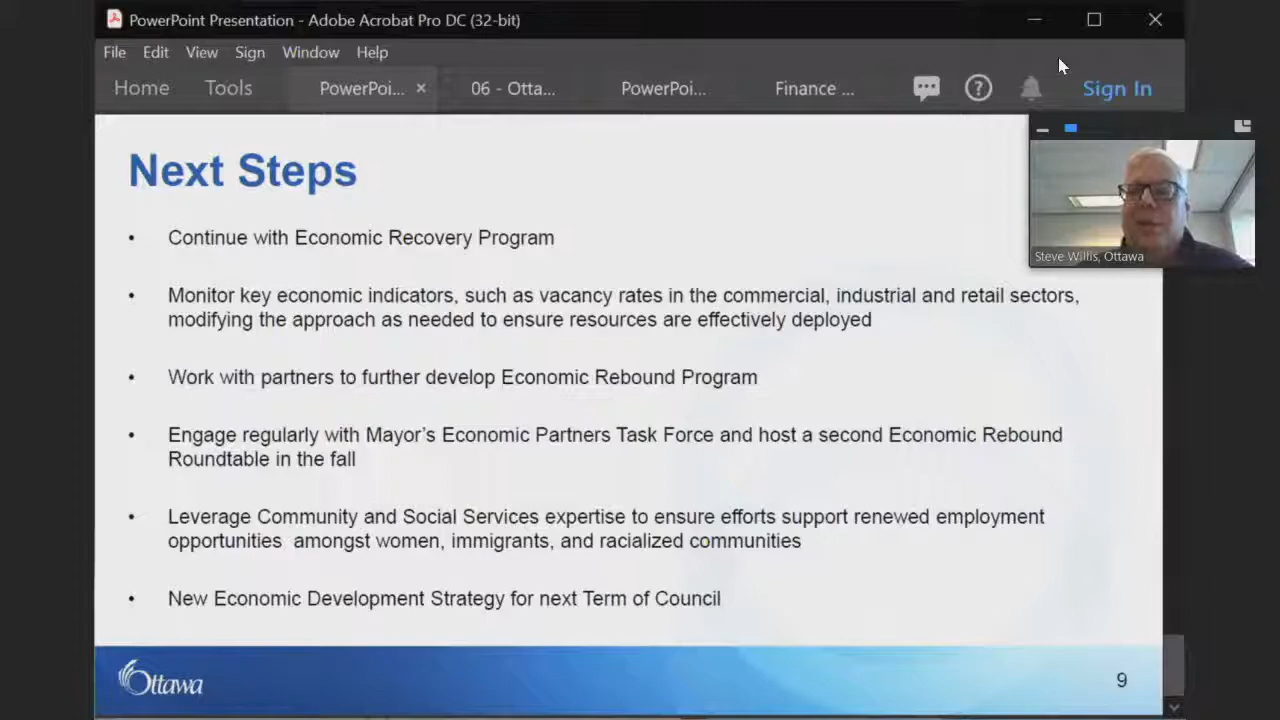 PowerPoint Presentation - Adobe Acrobat Pro DC (32-bit)
File Edit View Sign Window Help
Home Tools PowerPoi... × 06 - Otta... PowerPoi... Finance ... Sign In
Next Steps
Steve Willis, Ottawa
• Continue with Economic Recovery Program
• Monitor key economic indicators, such as vacancy rates in the commercial, industrial and retail sectors,
modifying the approach as needed to ensure resources are effectively deployed
• Work with partners to further develop Economic Rebound Program
• Engage regularly with Mayor’s Economic Partners Task Force and host a second Economic Rebound
Roundtable in the fall
• Leverage Community and Social Services expertise to ensure efforts support renewed employment
opportunities amongst women, immigrants, and racialized communities
• New Economic Development Strategy for next Term of Council
Ottawa
9